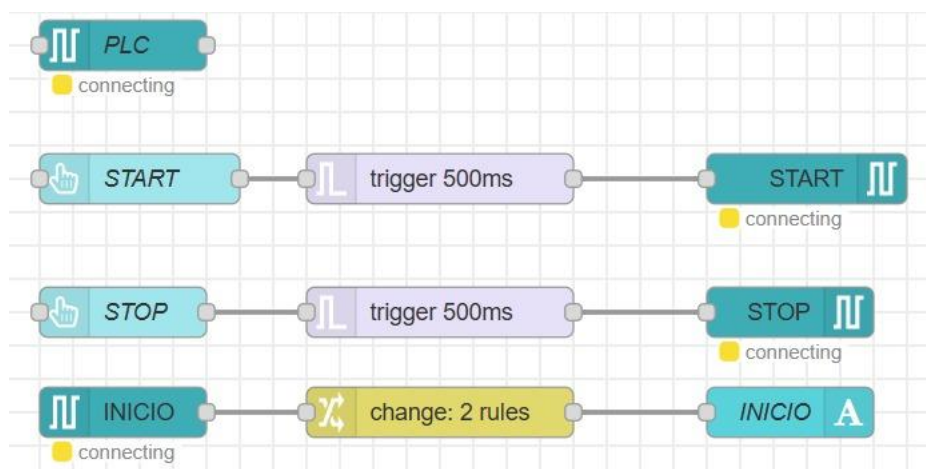 PLC
connecting
START trigger 500ms START
connecting
STOP trigger 500ms STOP
connecting
INICIO change: 2 rules INICIO A
connecting